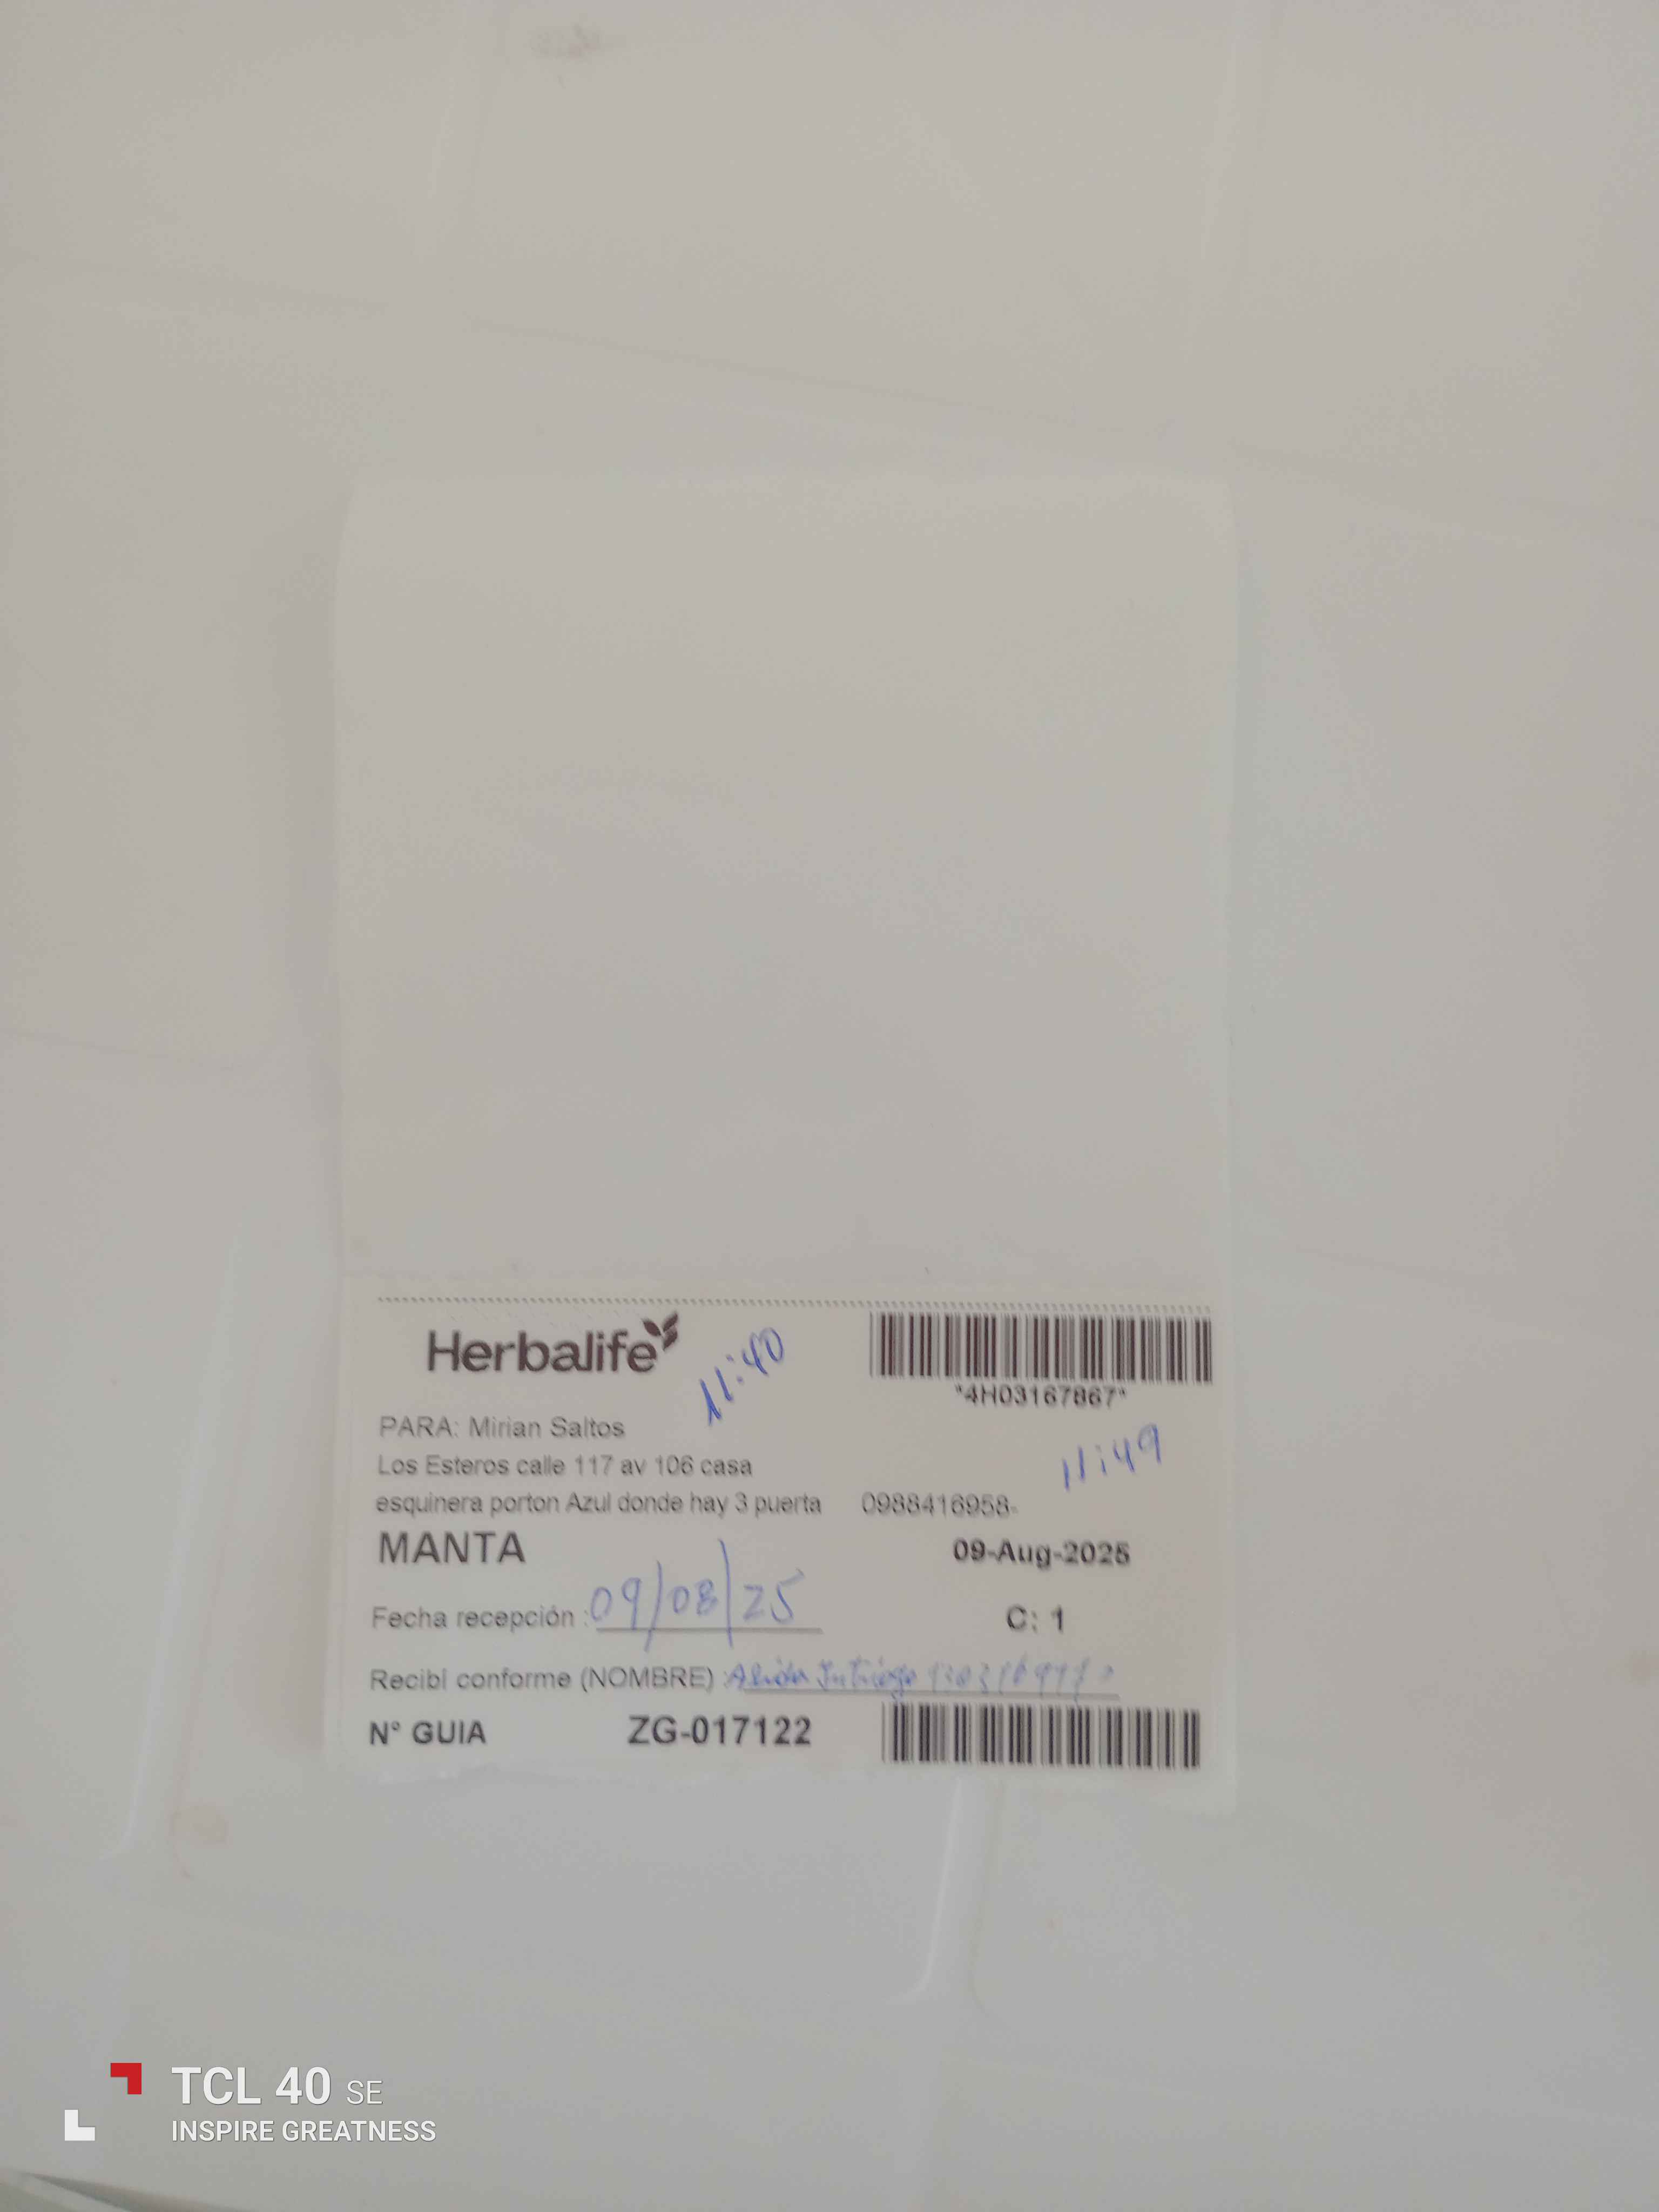 Herbalife
11:40
*4H03167867*
PARA: Mirian Saltos
Los Esteros calle 117 av 106 casa
11:49
esquinera porton Azul donde hay 3 puerta 0988416958-
MANTA 09-Aug-2025
Fecha recepción : 09/08/25 C: 1
Recibí conforme (NOMBRE) :
N° GUIA ZG-017122
TCL 40 SE
INSPIRE GREATNESS